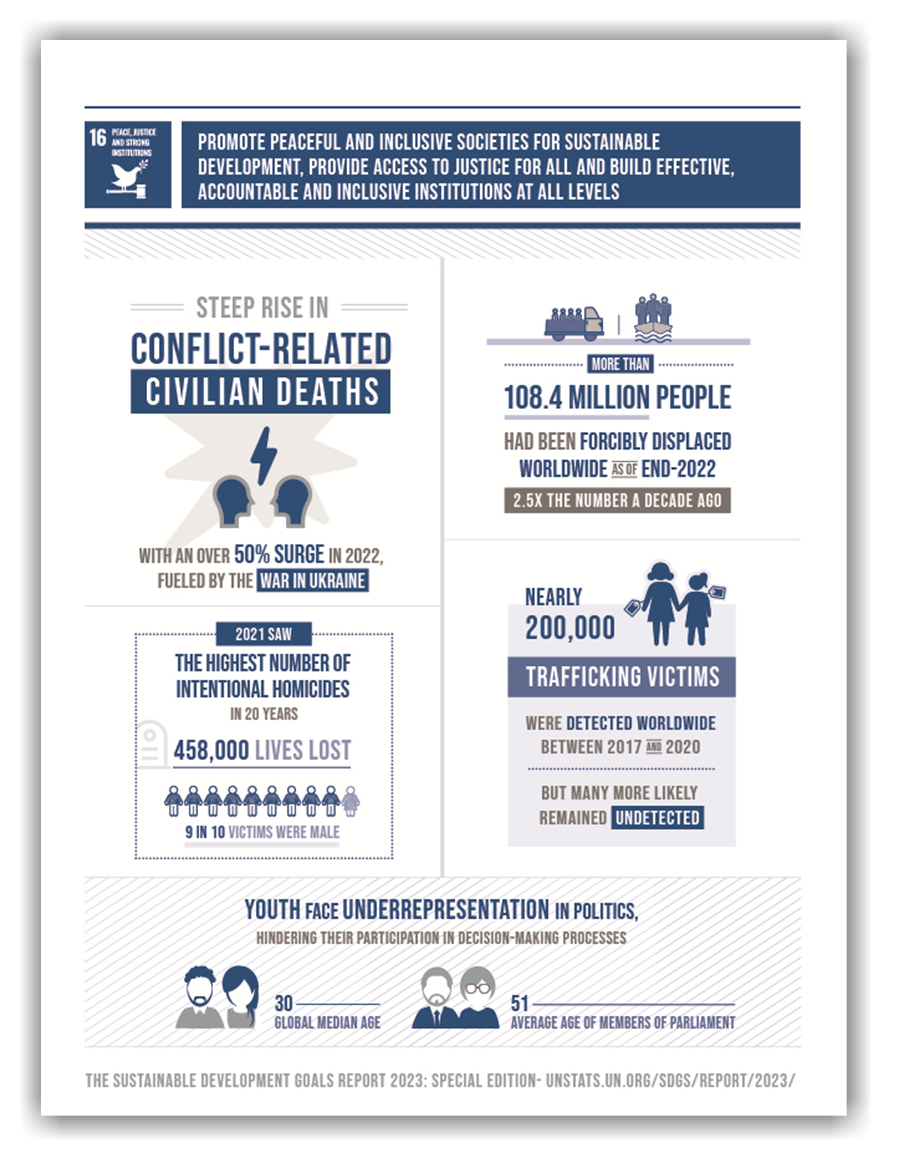 16 PEACE, JUSTICE
AND STRONG
INSTITUTIONS
PROMOTE PEACEFUL AND INCLUSIVE SOCIETIES FOR SUSTAINABLE
DEVELOPMENT, PROVIDE ACCESS TO JUSTICE FOR ALL AND BUILD EFFECTIVE,
ACCOUNTABLE AND INCLUSIVE INSTITUTIONS AT ALL LEVELS
STEEP RISE IN
CONFLICT-RELATED
CIVILIAN DEATHS
WITH AN OVER 50% SURGE IN 2022,
FUELED BY THE WAR IN UKRAINE
2021 SAW
THE HIGHEST NUMBER OF
INTENTIONAL HOMICIDES
IN 20 YEARS
458,000 LIVES LOST
9 IN 10 VICTIMS WERE MALE
MORE THAN
108.4 MILLION PEOPLE
HAD BEEN FORCIBLY DISPLACED
WORLDWIDE AS OF END-2022
2.5X THE NUMBER A DECADE AGO
NEARLY
200,000
TRAFFICKING VICTIMS
WERE DETECTED WORLDWIDE
BETWEEN 2017 AND 2020
BUT MANY MORE LIKELY
REMAINED UNDETECTED
YOUTH FACE UNDERREPRESENTATION IN POLITICS,
HINDERING THEIR PARTICIPATION IN DECISION-MAKING PROCESSES
30
GLOBAL MEDIAN AGE
51
AVERAGE AGE OF MEMBERS OF PARLIAMENT
THE SUSTAINABLE DEVELOPMENT GOALS REPORT 2023: SPECIAL EDITION- UNSTATS.UN.ORG/SDGS/REPORT/2023/